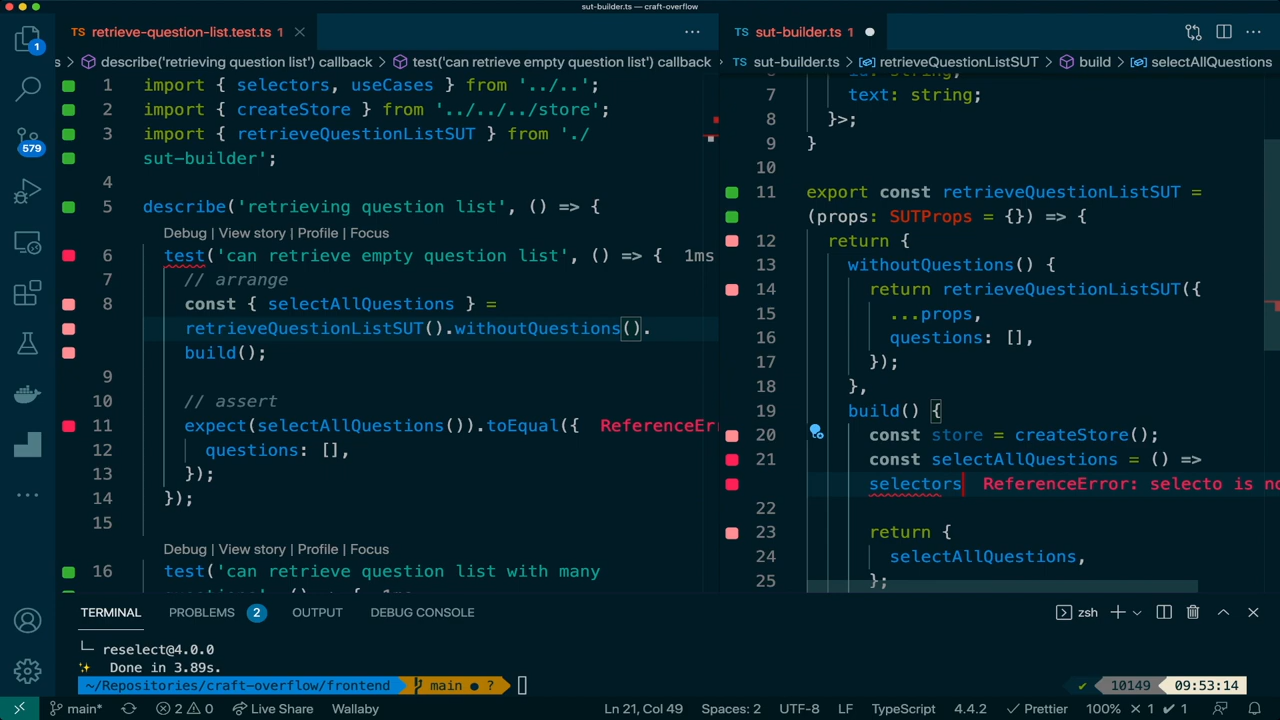 sut-builder.ts — craft-overflow
TS retrieve-question-list.test.ts 1
TS sut-builder.ts 1
s > describe('retrieving question list') callback > test('can retrieve empty question list') callback
TS sut-builder.ts > retrieveQuestionListSUT > build > selectAllQuestions
1 import { selectors, useCases } from '../..';
2 import { createStore } from '../../../store';
3 import { retrieveQuestionListSUT } from './
sut-builder';
4
5 describe('retrieving question list', () => {
Debug | View story | Profile | Focus
6 test('can retrieve empty question list', () => { 1ms
7 // arrange
8 const { selectAllQuestions } =
retrieveQuestionListSUT().withoutQuestions().
build();
9
10 // assert
11 expect(selectAllQuestions()).toEqual({ ReferenceErr
12 questions: [],
13 });
14 });
15
Debug | View story | Profile | Focus
16 test('can retrieve question list with many
7 text: string;
8 }>;
9 }
10
11 export const retrieveQuestionListSUT =
(props: SUTProps = {}) => {
12 return {
13 withoutQuestions() {
14 return retrieveQuestionListSUT({
15 ...props,
16 questions: [],
17 });
18 },
19 build() {
20 const store = createStore();
21 const selectAllQuestions = () =>
selectors ReferenceError: selecto is no
22
23 return {
24 selectAllQuestions,
25 };
1
579
TERMINAL PROBLEMS 2 OUTPUT DEBUG CONSOLE
zsh
└─ reselect@4.0.0
✨ Done in 3.89s.
~/Repositories/craft-overflow/frontend main ● ?
✔ 10149 09:53:14
main* 2 0 Live Share Wallaby
Ln 21, Col 49 Spaces: 2 UTF-8 LF TypeScript 4.4.2 ✓ Prettier 100% × 1 ✓ 1